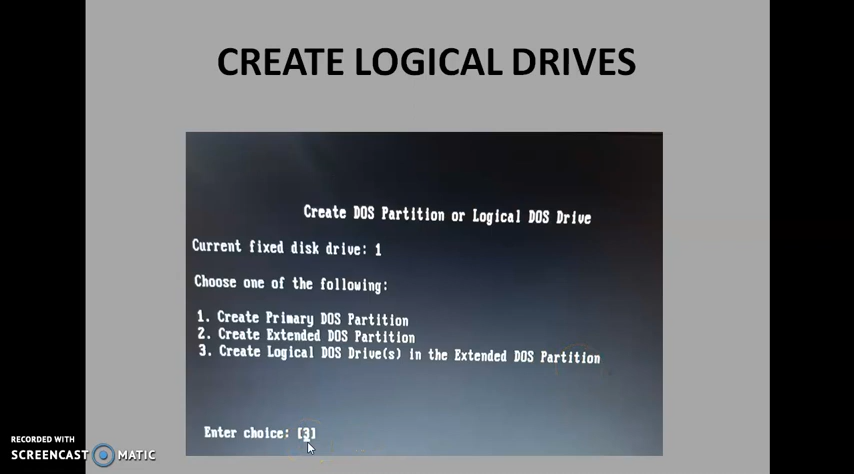 CREATE LOGICAL DRIVES
Create DOS Partition or Logical DOS Drive
Current fixed disk drive: 1
Choose one of the following:
1. Create Primary DOS Partition
2. Create Extended DOS Partition
3. Create Logical DOS Drive(s) in the Extended DOS Partition
Enter choice: [3]
RECORDED WITH
SCREENCAST MATIC